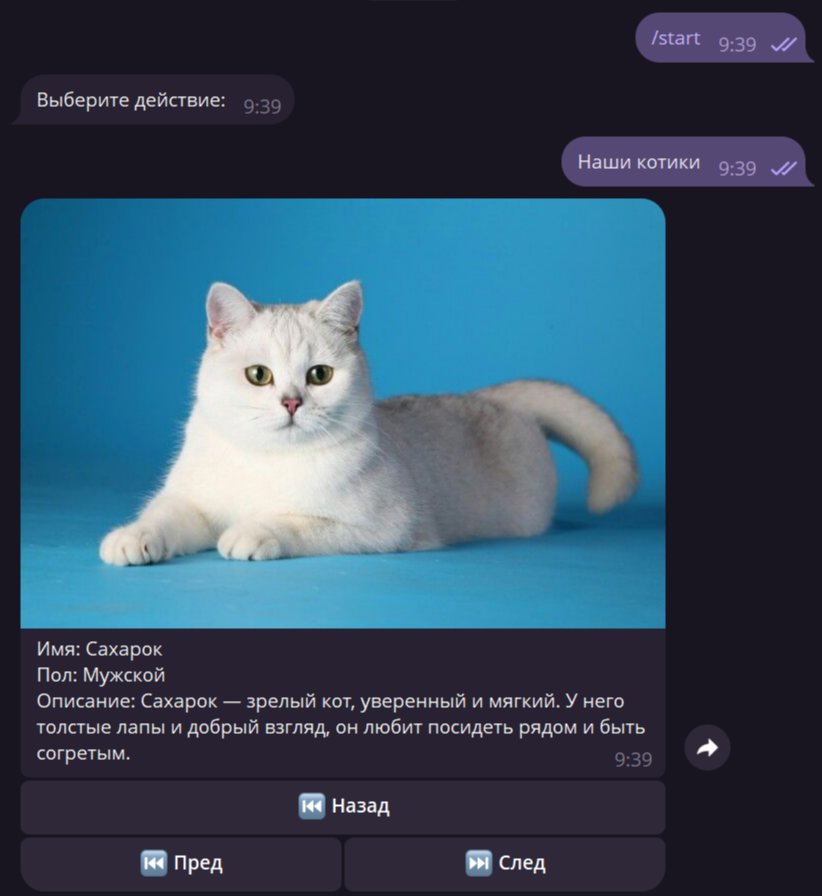 /start 9:39
Выберите действие: 9:39
Наши котики 9:39
Имя: Сахарок
Пол: Мужской
Описание: Сахарок — зрелый кот, уверенный и мягкий. У него
толстые лапы и добрый взгляд, он любит посидеть рядом и быть
согретым. 9:39
⏮ Назад
⏮ Пред ⏭ След